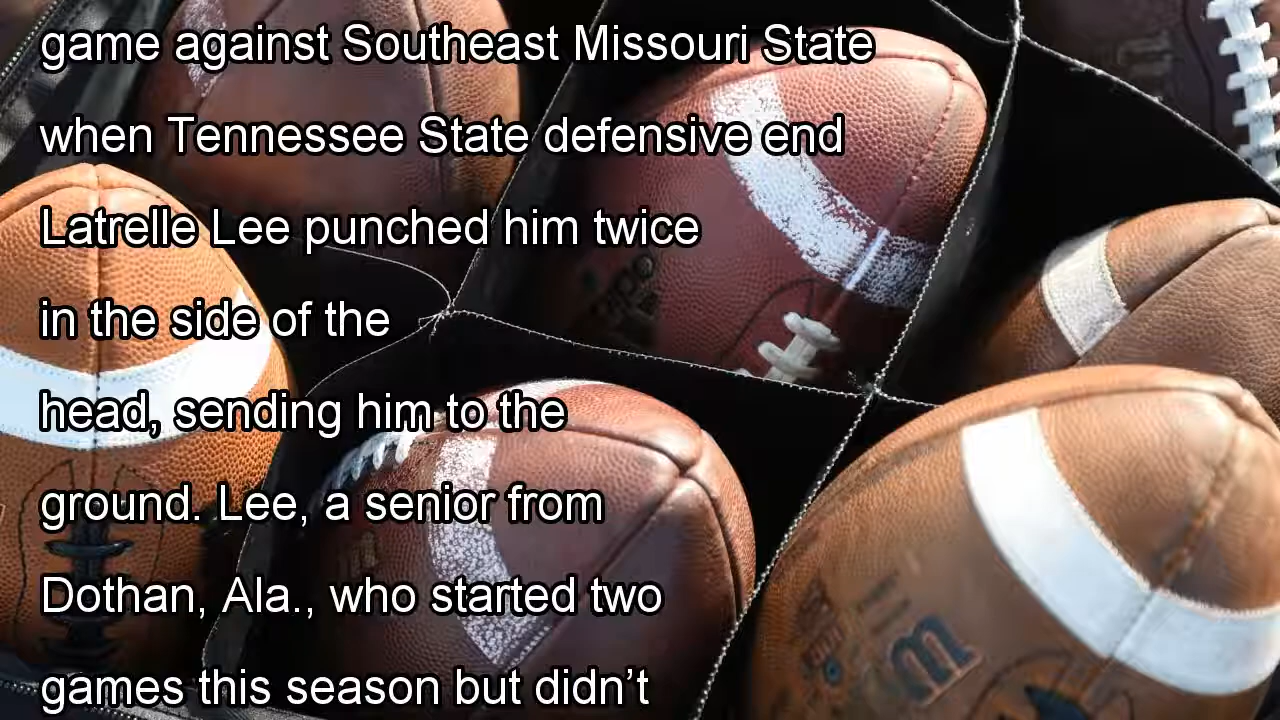 game against Southeast Missouri State
when Tennessee State defensive end
Latrelle Lee punched him twice
in the side of the
head, sending him to the
ground. Lee, a senior from
Dothan, Ala., who started two
games this season but didn’t